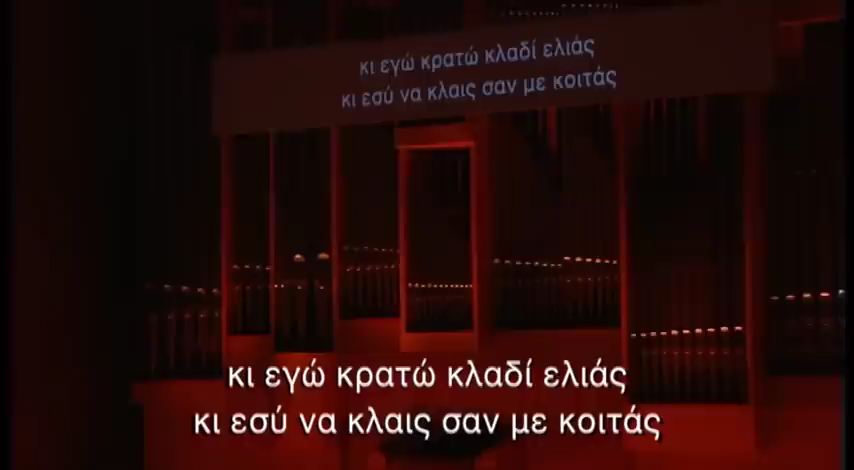 κι εγώ κρατώ κλαδί ελιάς
κι εσύ να κλαις σαν με κοιτάς
κι εγώ κρατώ κλαδί ελιάς
κι εσύ να κλαις σαν με κοιτάς